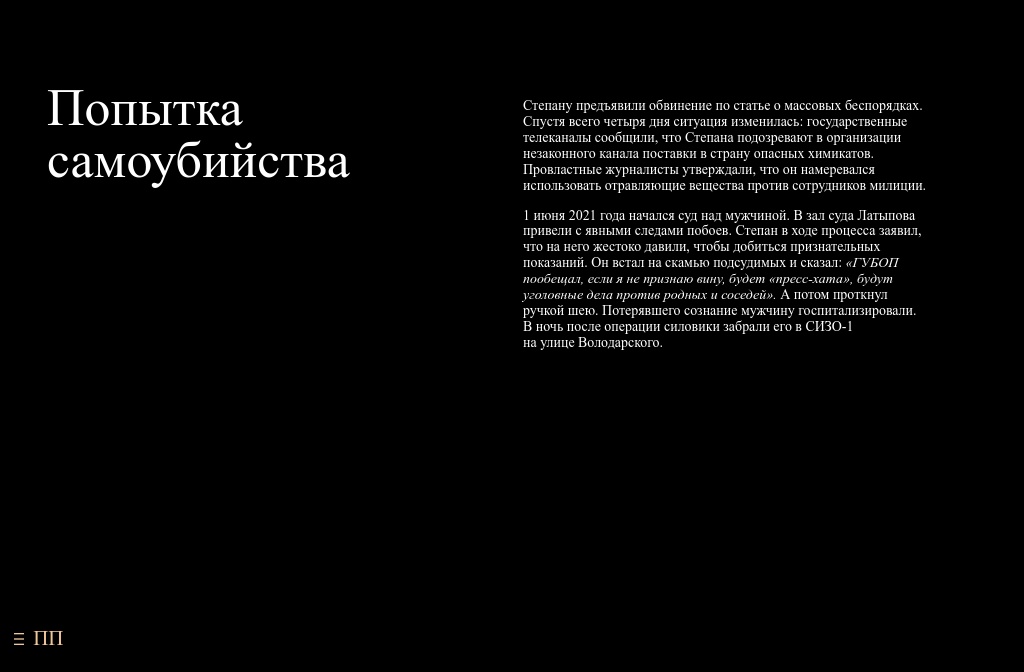 Попытка
самоубийства
Степану предъявили обвинение по статье о массовых беспорядках.
Спустя всего четыре дня ситуация изменилась: государственные
телеканалы сообщили, что Степана подозревают в организации
незаконного канала поставки в страну опасных химикатов.
Провластные журналисты утверждали, что он намеревался
использовать отравляющие вещества против сотрудников милиции.
1 июня 2021 года начался суд над мужчиной. В зал суда Латыпова
привели с явными следами побоев. Степан в ходе процесса заявил,
что на него жестоко давили, чтобы добиться признательных
показаний. Он встал на скамью подсудимых и сказал: «ГУБОП
пообещал, если я не признаю вину, будет «пресс-хата», будут
уголовные дела против родных и соседей». А потом проткнул
ручкой шею. Потерявшего сознание мужчину госпитализировали.
В ночь после операции силовики забрали его в СИЗО-1
на улице Володарского.
ПП